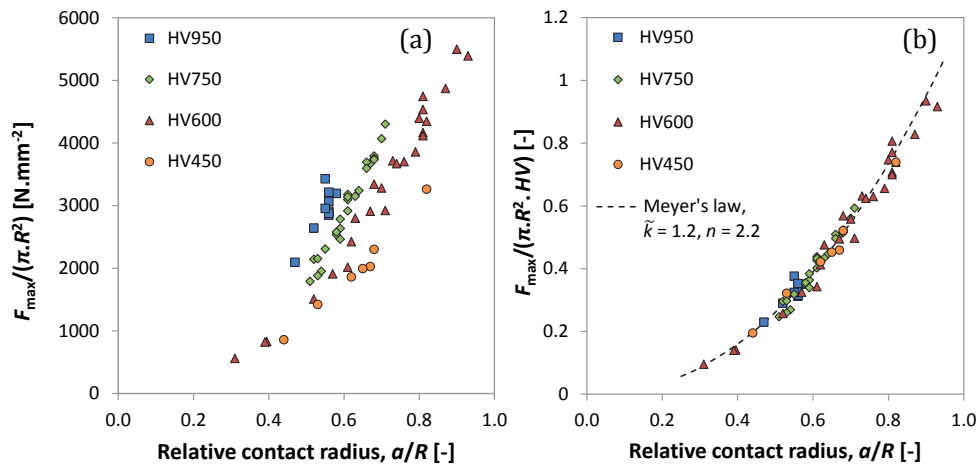 (a)
HV950
HV750
HV600
HV450
6000
5000
4000
3000
2000
1000
0
0.0 0.2 0.4 0.6 0.8 1.0
F_max/(π.R²) [N.mm⁻²]
Relative contact radius, a/R [-]
(b)
HV950
HV750
HV600
HV450
Meyer's law,
k̃ = 1.2, n = 2.2
1.2
1
0.8
0.6
0.4
0.2
0
0.0 0.2 0.4 0.6 0.8 1.0
F_max/(π.R².HV) [-]
Relative contact radius, a/R [-]